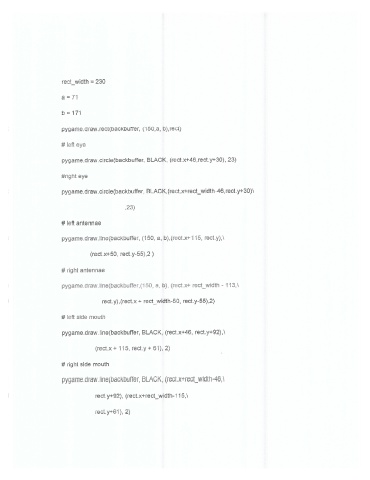 rect_width = 230
a = 71
b = 171
pygame.draw.rect(backbuffer, (150,a, b),rect)
# left eye
pygame.draw.circle(backbuffer, BLACK, (rect.x+46,rect.y+30), 23)
#right eye
pygame.draw.circle(backbuffer, BLACK,(rect.x+rect_width-46,rect.y+30)\
,23)
# left antennae
pygame.draw.line(backbuffer, (150, a, b),(rect.x+115, rect.y),\
(rect.x+50, rect.y-55),2 )
# right antennae
pygame.draw.line(backbuffer,(150, a, b), (rect.x+ rect_width - 113,\
rect.y),(rect.x + rect_width-50, rect.y-55),2)
# left side mouth
pygame.draw.line(backbuffer, BLACK, (rect.x+46, rect.y+92),\
(rect.x + 115, rect.y + 61), 2)
# right side mouth
pygame.draw.line(backbuffer, BLACK, (rect.x+rect_width-46,\
rect.y+92), (rect.x+rect_width-115,\
rect.y+61), 2)